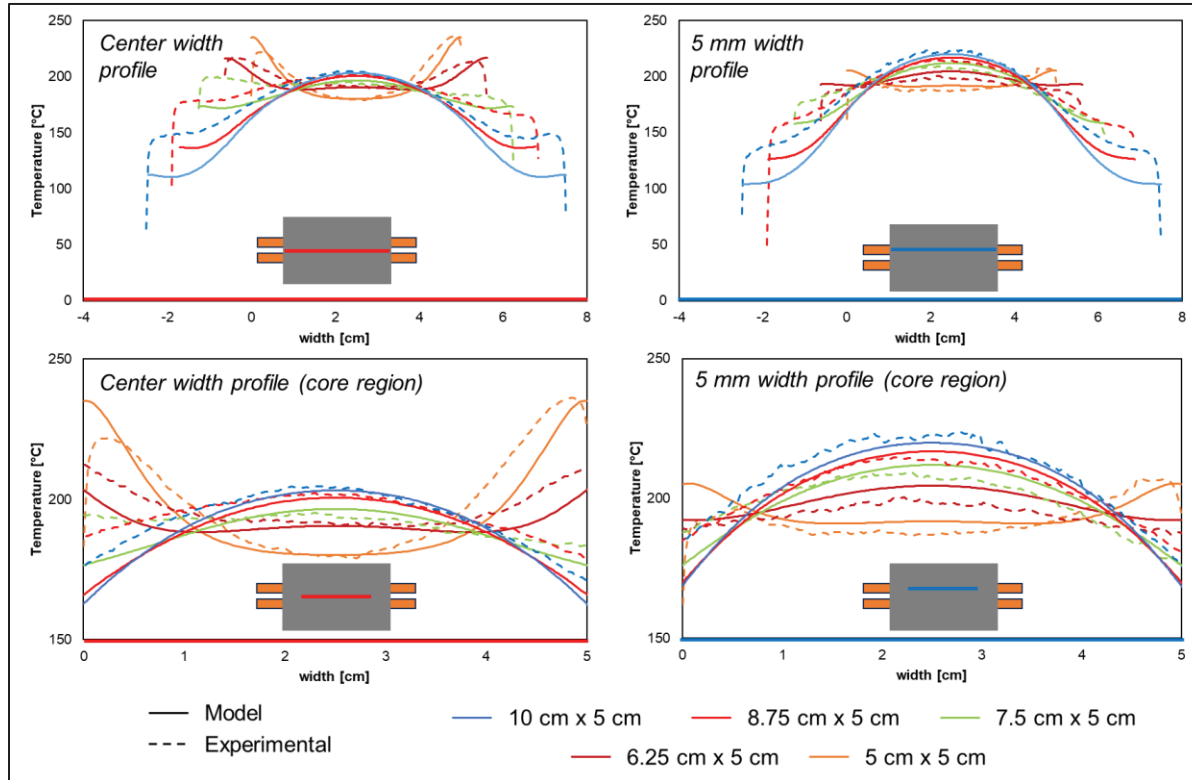 Center width
profile
Temperature [°C]
250
200
150
100
50
0
-4
-2
0
2
4
6
8
width [cm]
5 mm width
profile
Temperature [°C]
250
200
150
100
50
0
-4
-2
0
2
4
6
8
width [cm]
Center width profile (core region)
Temperature [°C]
250
200
150
0
1
2
3
4
5
width [cm]
5 mm width profile (core region)
Temperature [°C]
250
200
150
0
1
2
3
4
5
width [cm]
Model
Experimental
10 cm x 5 cm
8.75 cm x 5 cm
7.5 cm x 5 cm
6.25 cm x 5 cm
5 cm x 5 cm